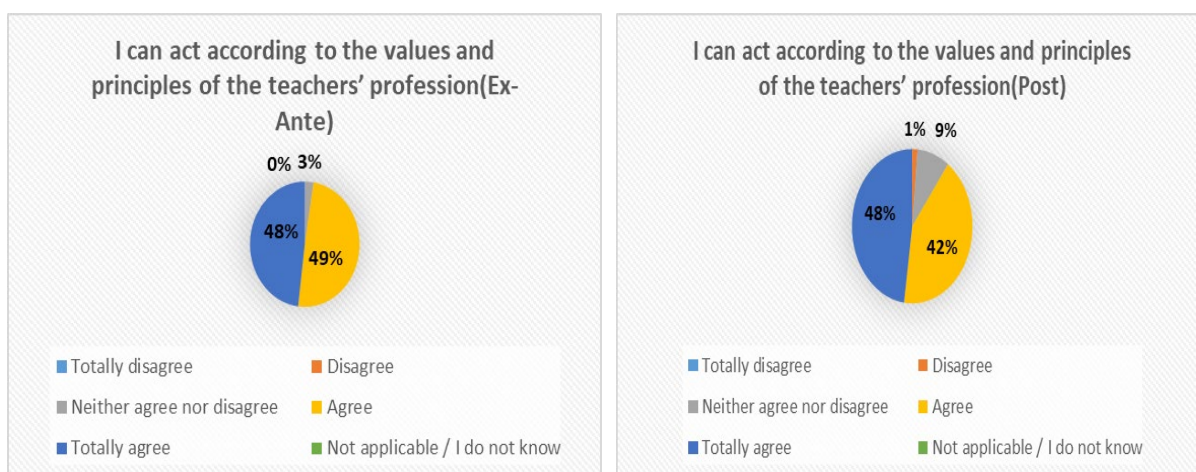 I can act according to the values and
principles of the teachers’ profession(Ex-
Ante)
0% 3%
48%
49%
Totally disagree
Disagree
Neither agree nor disagree
Agree
Totally agree
Not applicable / I do not know
I can act according to the values and principles
of the teachers’ profession(Post)
1% 9%
48%
42%
Totally disagree
Disagree
Neither agree nor disagree
Agree
Totally agree
Not applicable / I do not know